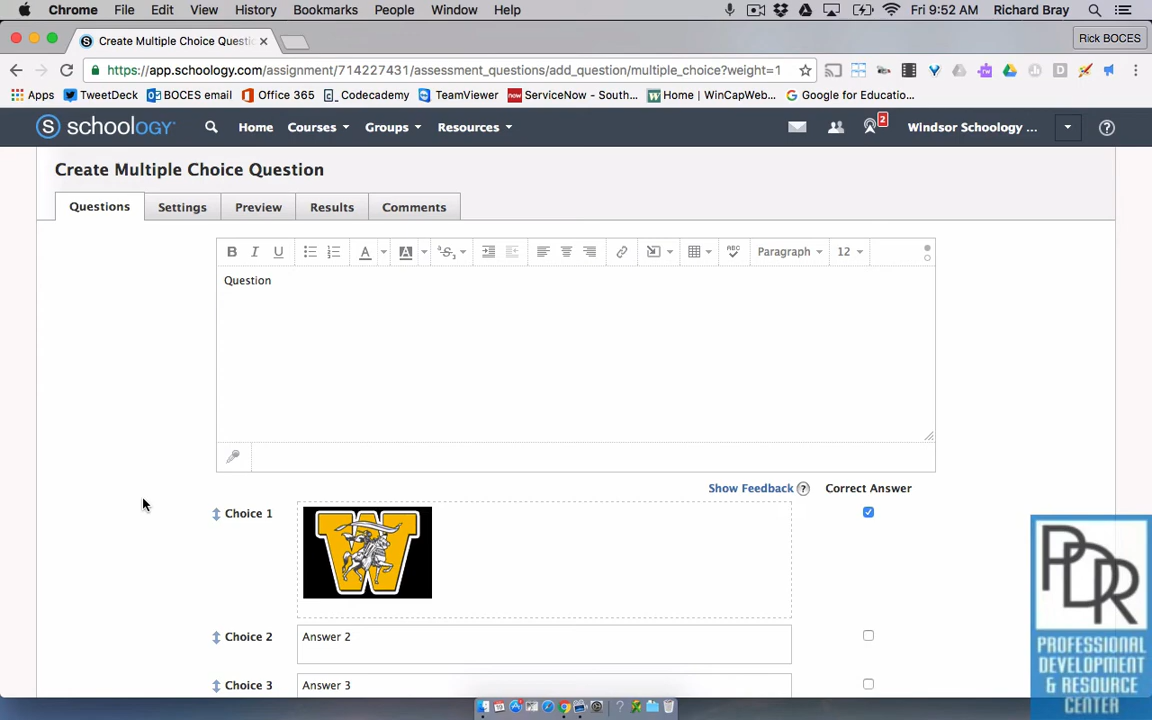 Chrome File Edit View History Bookmarks People Window Help Fri 9:52 AM Richard Bray
Create Multiple Choice Questi Rick BOCES
https://app.schoology.com/assignment/714227431/assessment_questions/add_question/multiple_choice?weight=1
Apps TweetDeck BOCES email Office 365 Codecademy TeamViewer ServiceNow - South... Home | WinCapWeb... Google for Educatio...
S schoology Home Courses Groups Resources 2 Windsor Schoology ...
Create Multiple Choice Question
Questions Settings Preview Results Comments
B I U A A S ABC Paragraph 12
Question
Show Feedback ? Correct Answer
Choice 1
W
Choice 2 Answer 2
Choice 3 Answer 3
PDR
PROFESSIONAL
DEVELOPMENT
& RESOURCE
CENTER